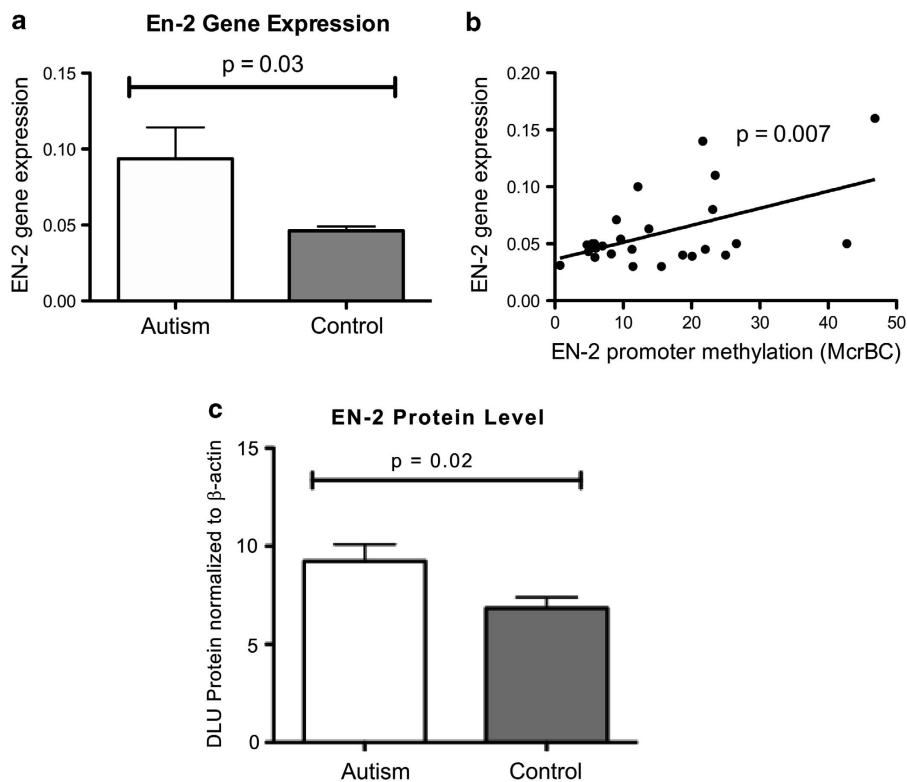 a
En-2 Gene Expression
p = 0.03
EN-2 gene expression
0.15
0.10
0.05
0.00
Autism Control
b
p = 0.007
EN-2 gene expression
0.20
0.15
0.10
0.05
0.00
0 10 20 30 40 50
EN-2 promoter methylation (McrBC)
c
EN-2 Protein Level
p = 0.02
DLU Protein normalized to β-actin
15
10
5
0
Autism Control